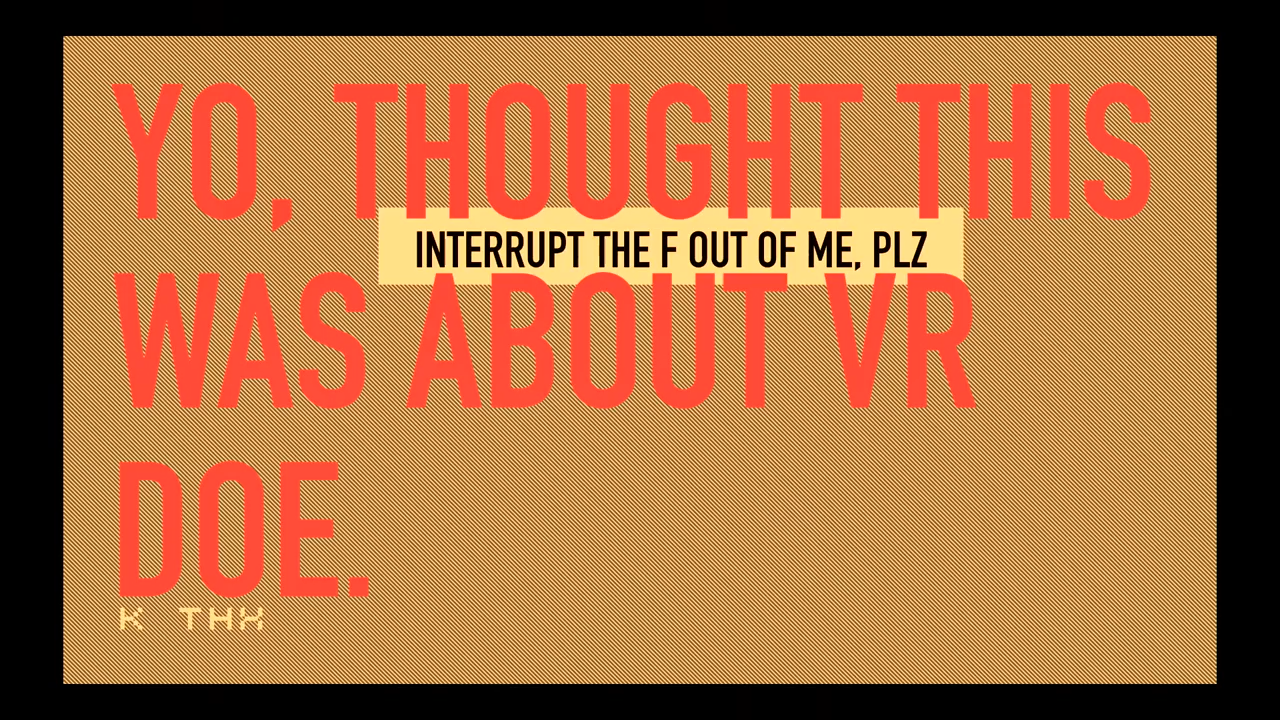 YO, THOUGHT THIS
INTERRUPT THE F OUT OF ME, PLZ
WAS ABOUT VR
DOE.
K THX